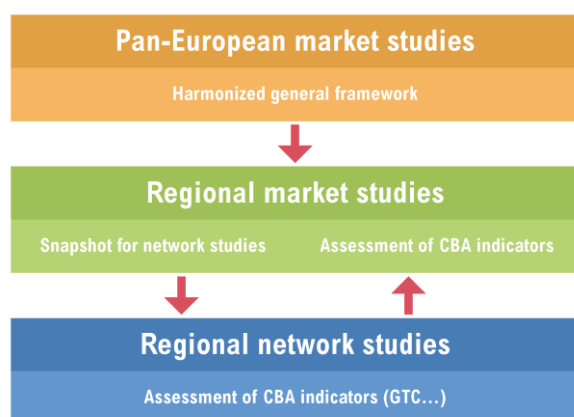 Pan-European market studies
Harmonized general framework
Regional market studies
Snapshot for network studies
Assessment of CBA indicators
Regional network studies
Assessment of CBA indicators (GTC...)